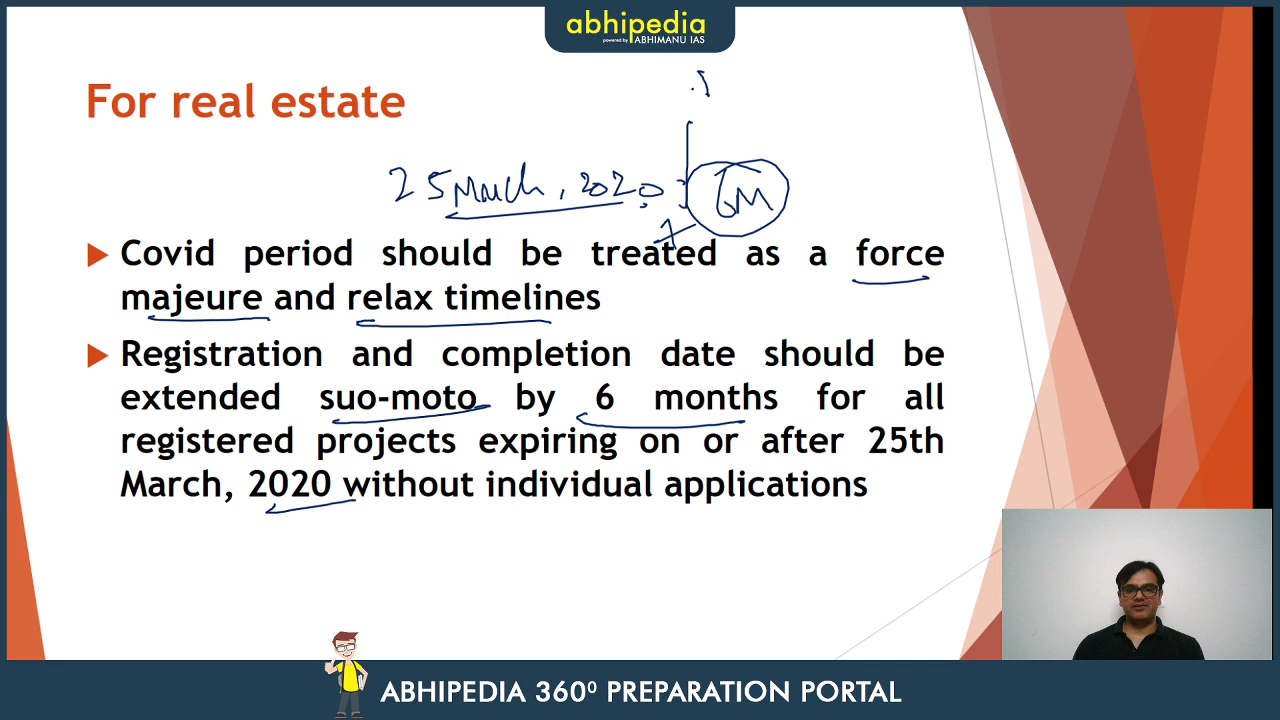 abhipedia
powered by ABHIMANU IAS
For real estate
25 March, 2020
6M
Covid period should be treated as a force
majeure and relax timelines
Registration and completion date should be
extended suo-moto by 6 months for all
registered projects expiring on or after 25th
March, 2020 without individual applications
ABHIPEDIA 360⁰ PREPARATION PORTAL